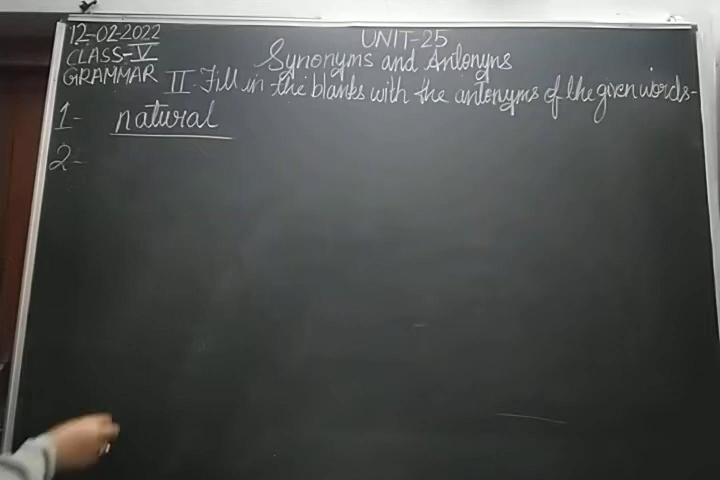 12-02-2022
UNIT-25
CLASS-V
Synonyms and Antonyms
GRAMMAR
II. Fill in the blanks with the antonyms of the given words-
1- natural
2-